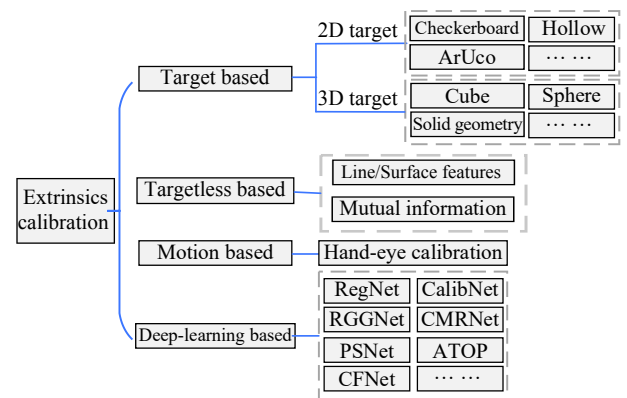 2D target
Checkerboard
Hollow
ArUco
… …
Target based
3D target
Cube
Sphere
Solid geometry
… …
Extrinsics
calibration
Targetless based
Line/Surface features
Mutual information
Motion based
Hand-eye calibration
Deep-learning based
RegNet
CalibNet
RGGNet
CMRNet
PSNet
ATOP
CFNet
… …